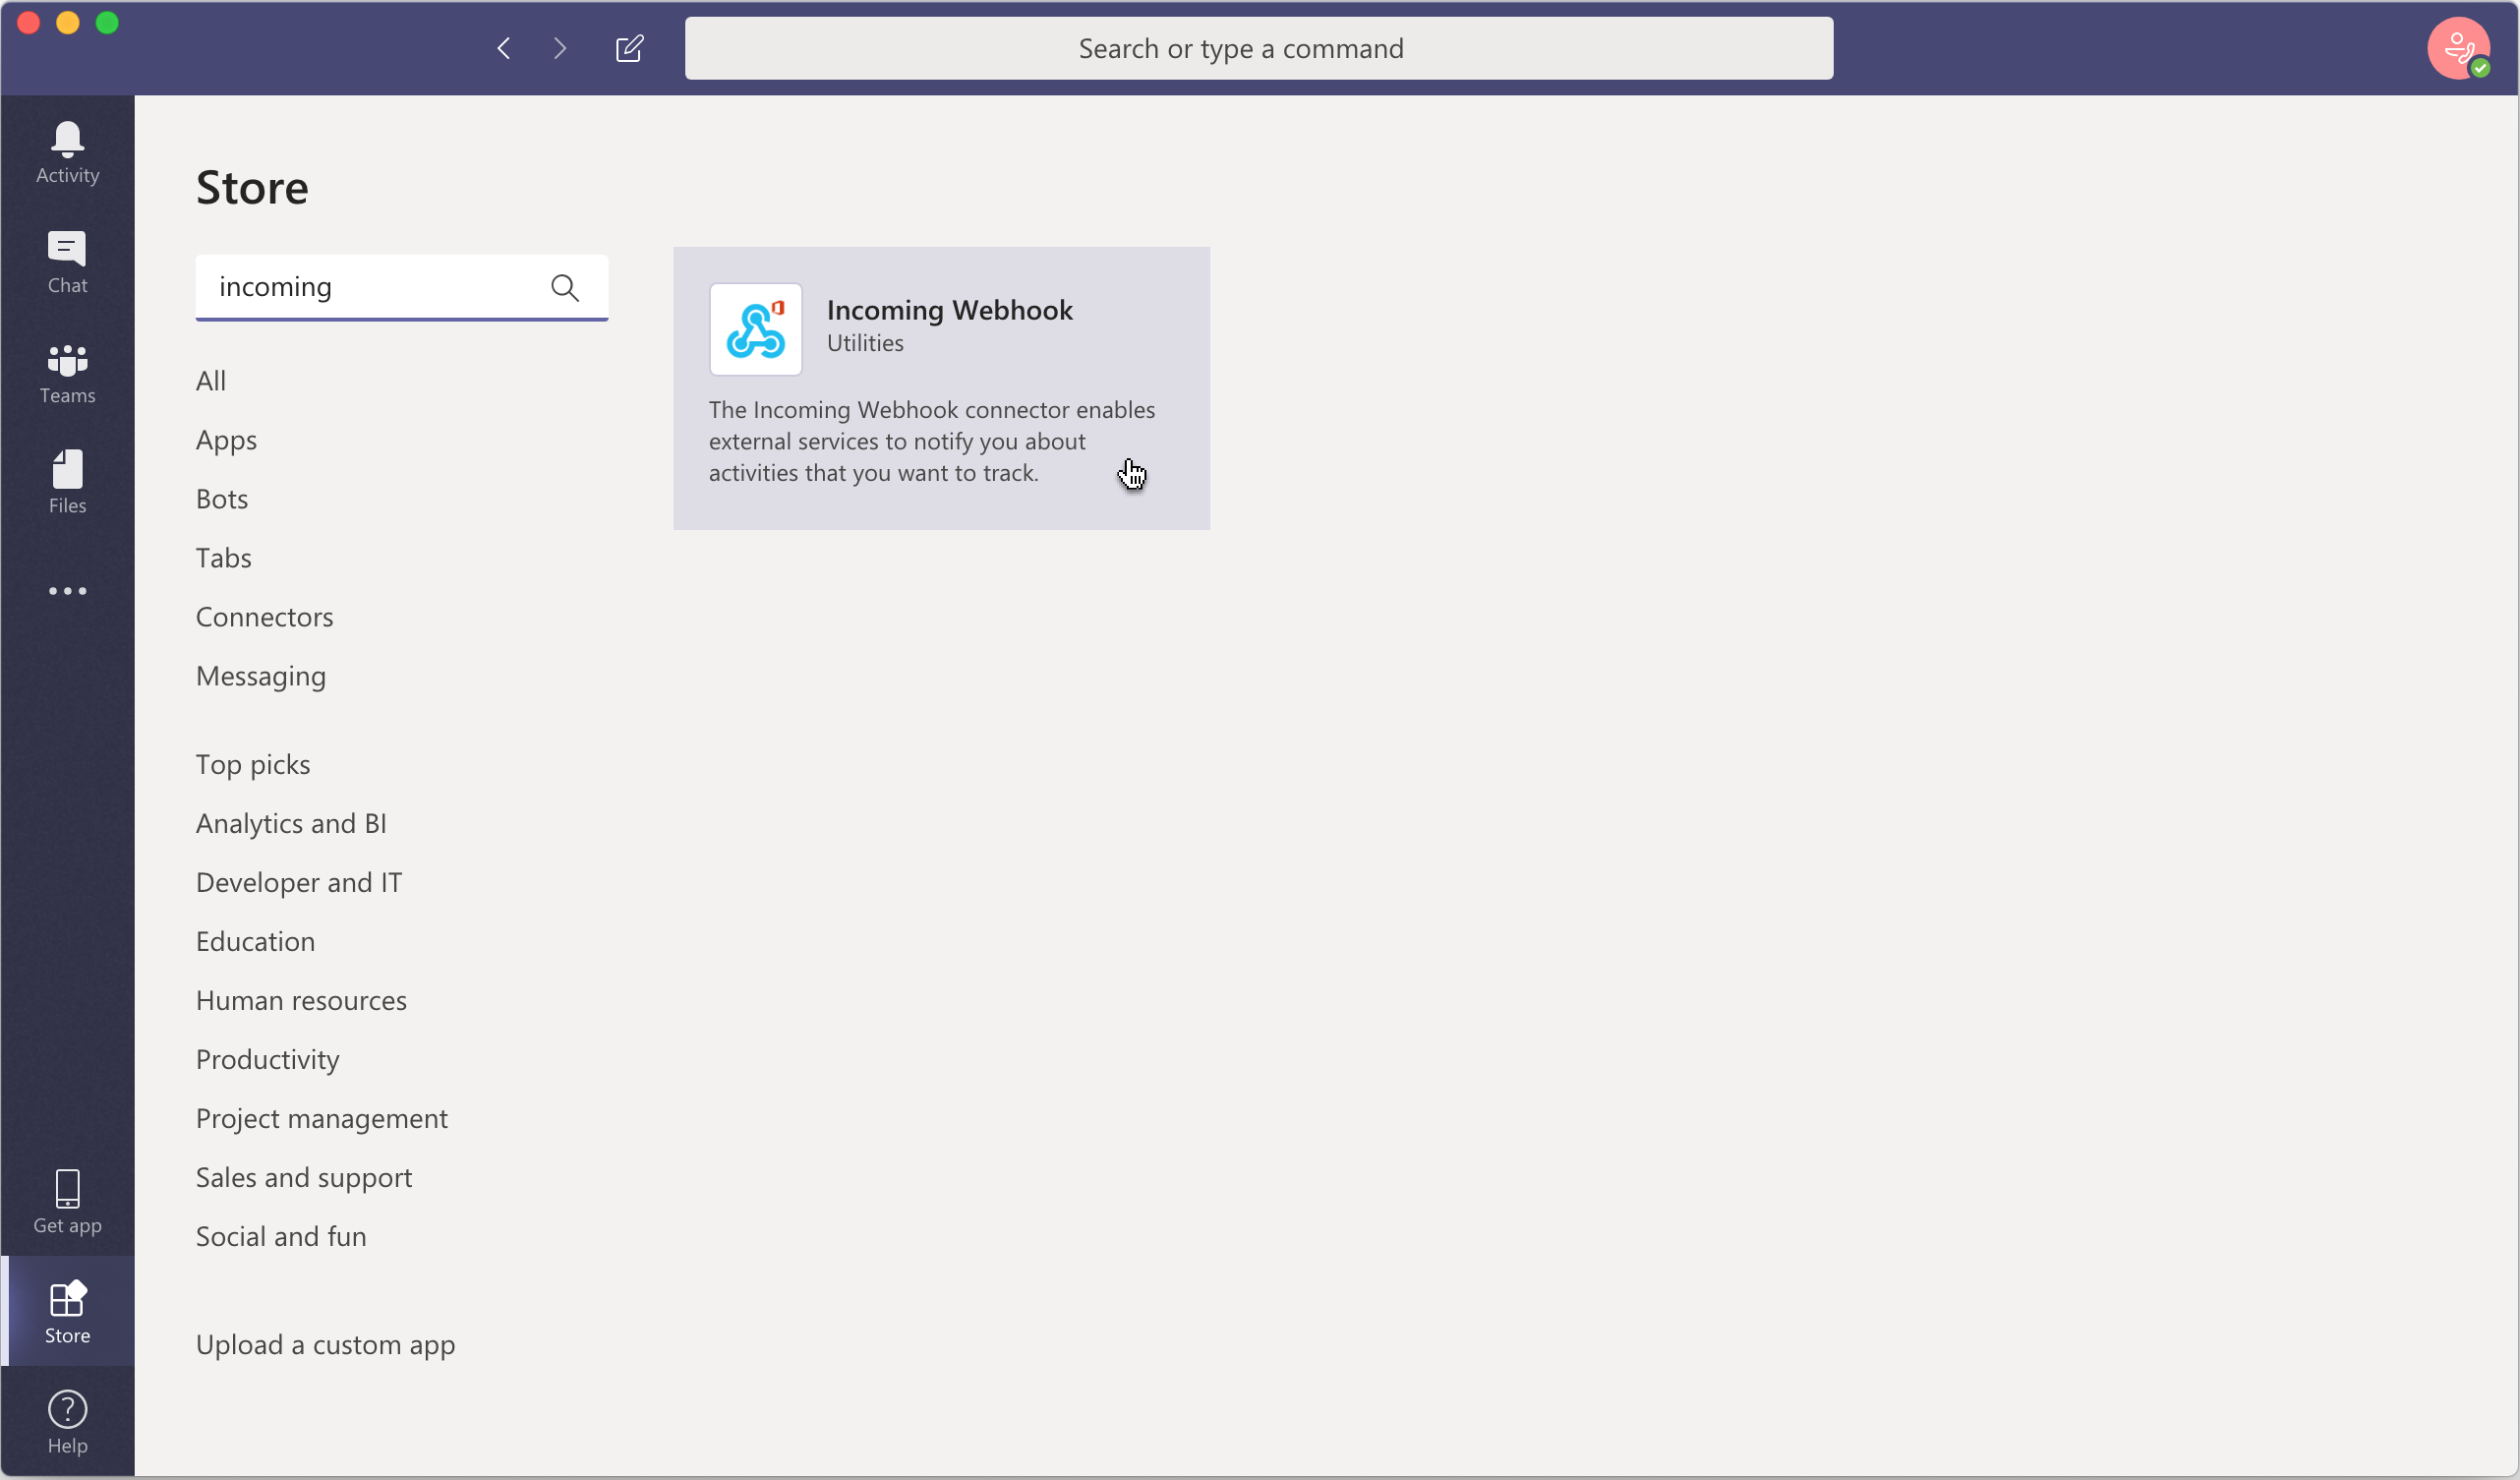 Search or type a command
Activity
Chat
Teams
Files
Get app
Store
Help
Store
incoming
All
Apps
Bots
Tabs
Connectors
Messaging
Top picks
Analytics and BI
Developer and IT
Education
Human resources
Productivity
Project management
Sales and support
Social and fun
Upload a custom app
Incoming Webhook
Utilities
The Incoming Webhook connector enables
external services to notify you about
activities that you want to track.